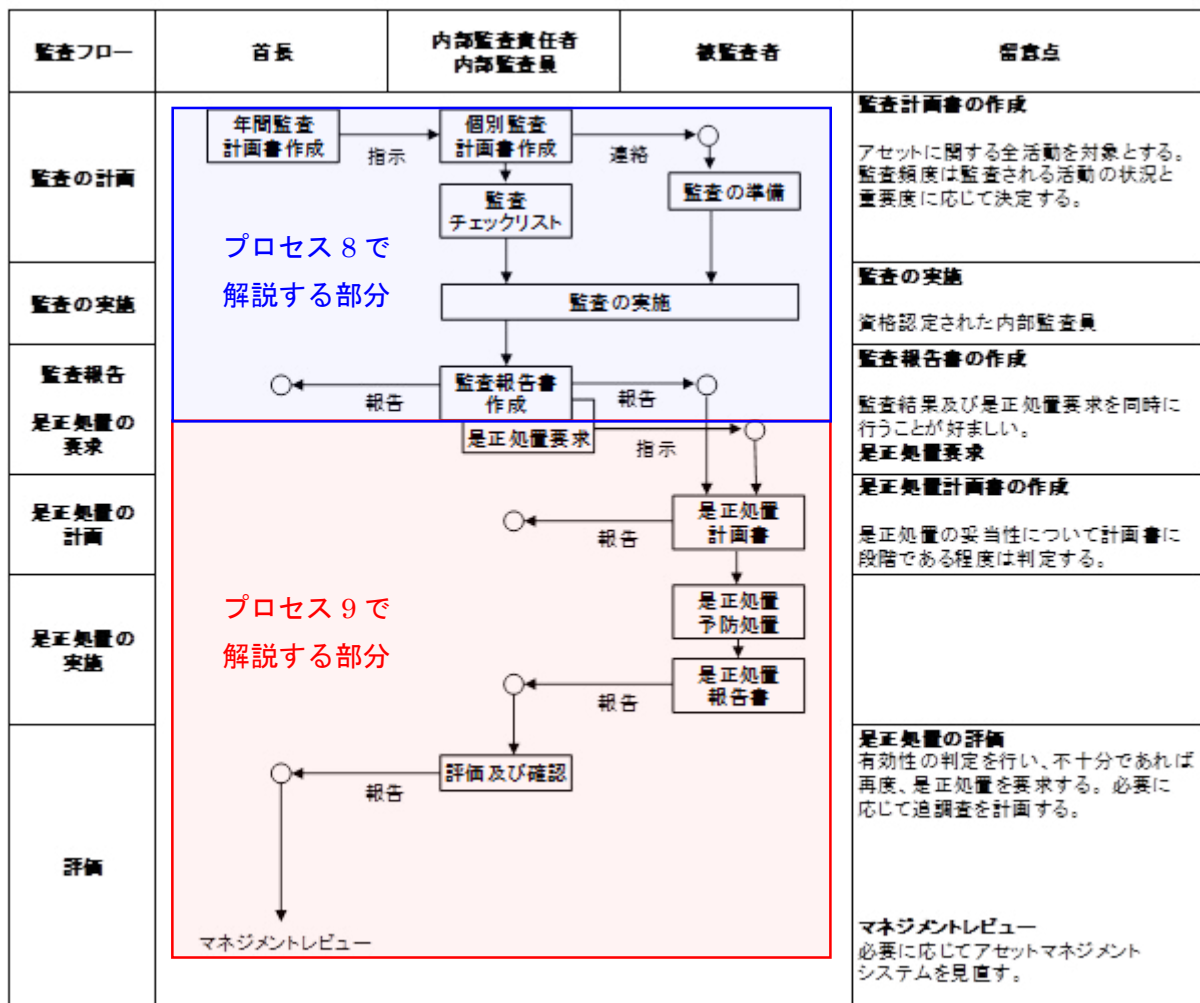 監査フロー
首長
内部監査責任者
内部監査員
被監査者
留意点
監査の計画
年間監査
計画書作成
指示
個別監査
計画書作成
連絡
監査
チェックリスト
監査の準備
プロセス8で
解説する部分
監査計画書の作成
アセットに関する全活動を対象とする。
監査頻度は監査される活動の状況と
重要度に応じて決定する。
監査の実施
監査の実施
監査の実施
資格認定された内部監査員
監査報告
是正処置の
要求
報告
監査報告書
作成
報告
是正処置要求
指示
監査報告書の作成
監査結果及び是正処置要求を同時に
行うことが好ましい。
是正処置要求
是正処置の
計画
報告
是正処置
計画書
是正処置計画書の作成
是正処置の妥当性について計画書に
段階である程度は判定する。
是正処置の
実施
プロセス9で
解説する部分
是正処置
予防処置
是正処置
報告書
報告
評価
報告
評価及び確認
マネジメントレビュー
是正処置の評価
有効性の判定を行い、不十分であれば
再度、是正処置を要求する。必要に
応じて追調査を計画する。
マネジメントレビュー
必要に応じてアセットマネジメント
システムを見直す。